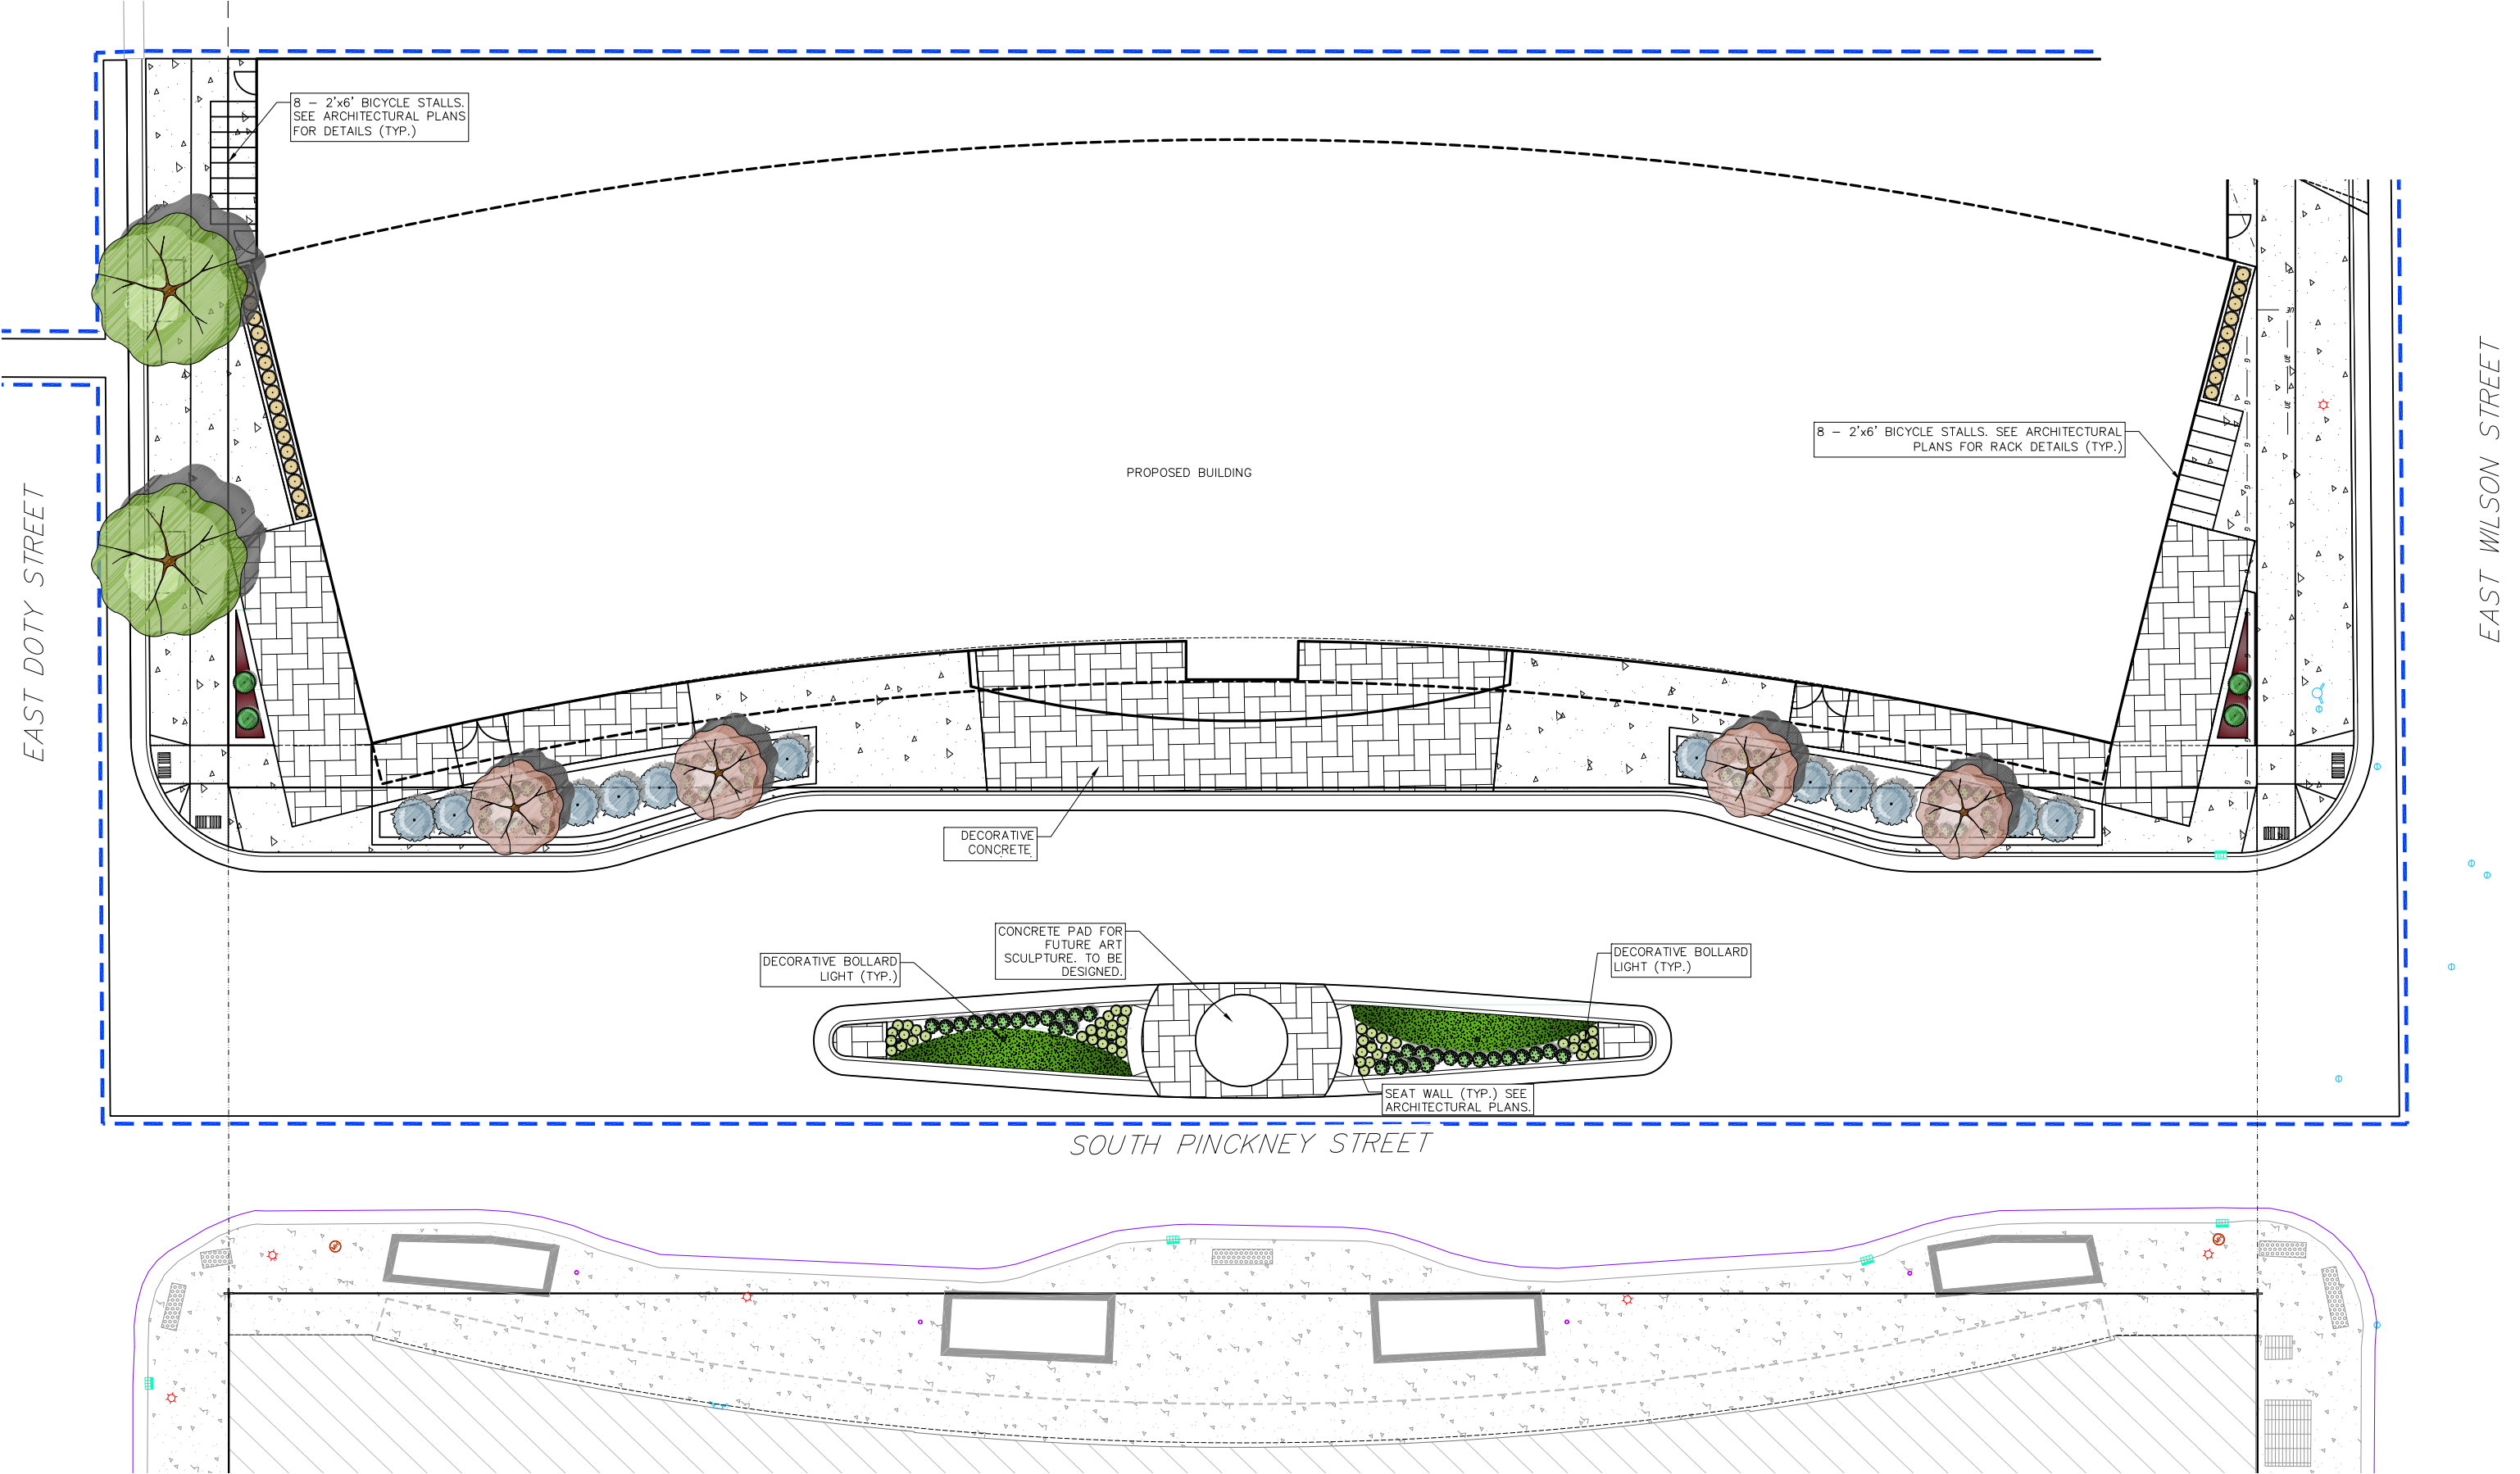 8 – 2'x6' BICYCLE STALLS.
SEE ARCHITECTURAL PLANS
FOR DETAILS (TYP.)
8 – 2'x6' BICYCLE STALLS. SEE ARCHITECTURAL
PLANS FOR RACK DETAILS (TYP.)
PROPOSED BUILDING
EAST DOTY STREET
EAST WILSON STREET
UE
UE
UE
G
G
G
G
G
G
G
G
G
DECORATIVE
CONCRETE
CONCRETE PAD FOR
FUTURE ART
SCULPTURE. TO BE
DESIGNED.
DECORATIVE BOLLARD
LIGHT (TYP.)
DECORATIVE BOLLARD
LIGHT (TYP.)
SEAT WALL (TYP.) SEE
ARCHITECTURAL PLANS.
SOUTH PINCKNEY STREET